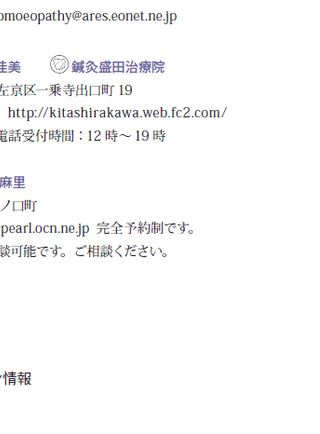 omoeopathy@ares.eonet.ne.jp
佳美 鍼灸盛田治療院
左京区一乗寺出口町 19
http://kitashirakawa.web.fc2.com/
電話受付時間：12 時～ 19 時
麻里
ノ口町
pearl.ocn.ne.jp 完全予約制です。
談可能です。ご相談ください。
情報